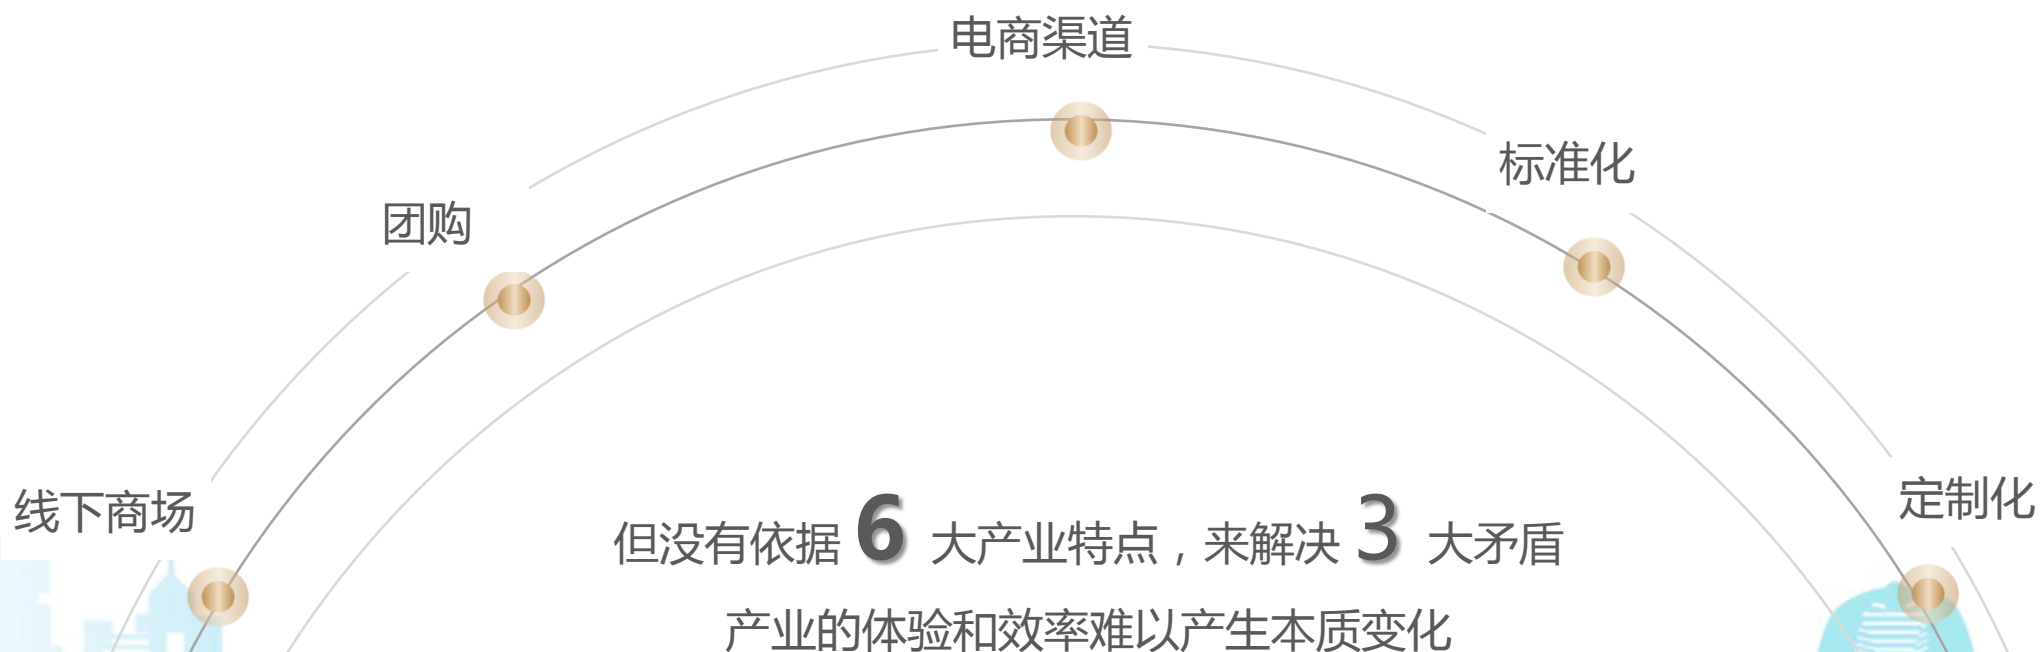 电商渠道
标准化
团购
线下商场
定制化
但没有依据 6 大产业特点，来解决 3 大矛盾
产业的体验和效率难以产生本质变化